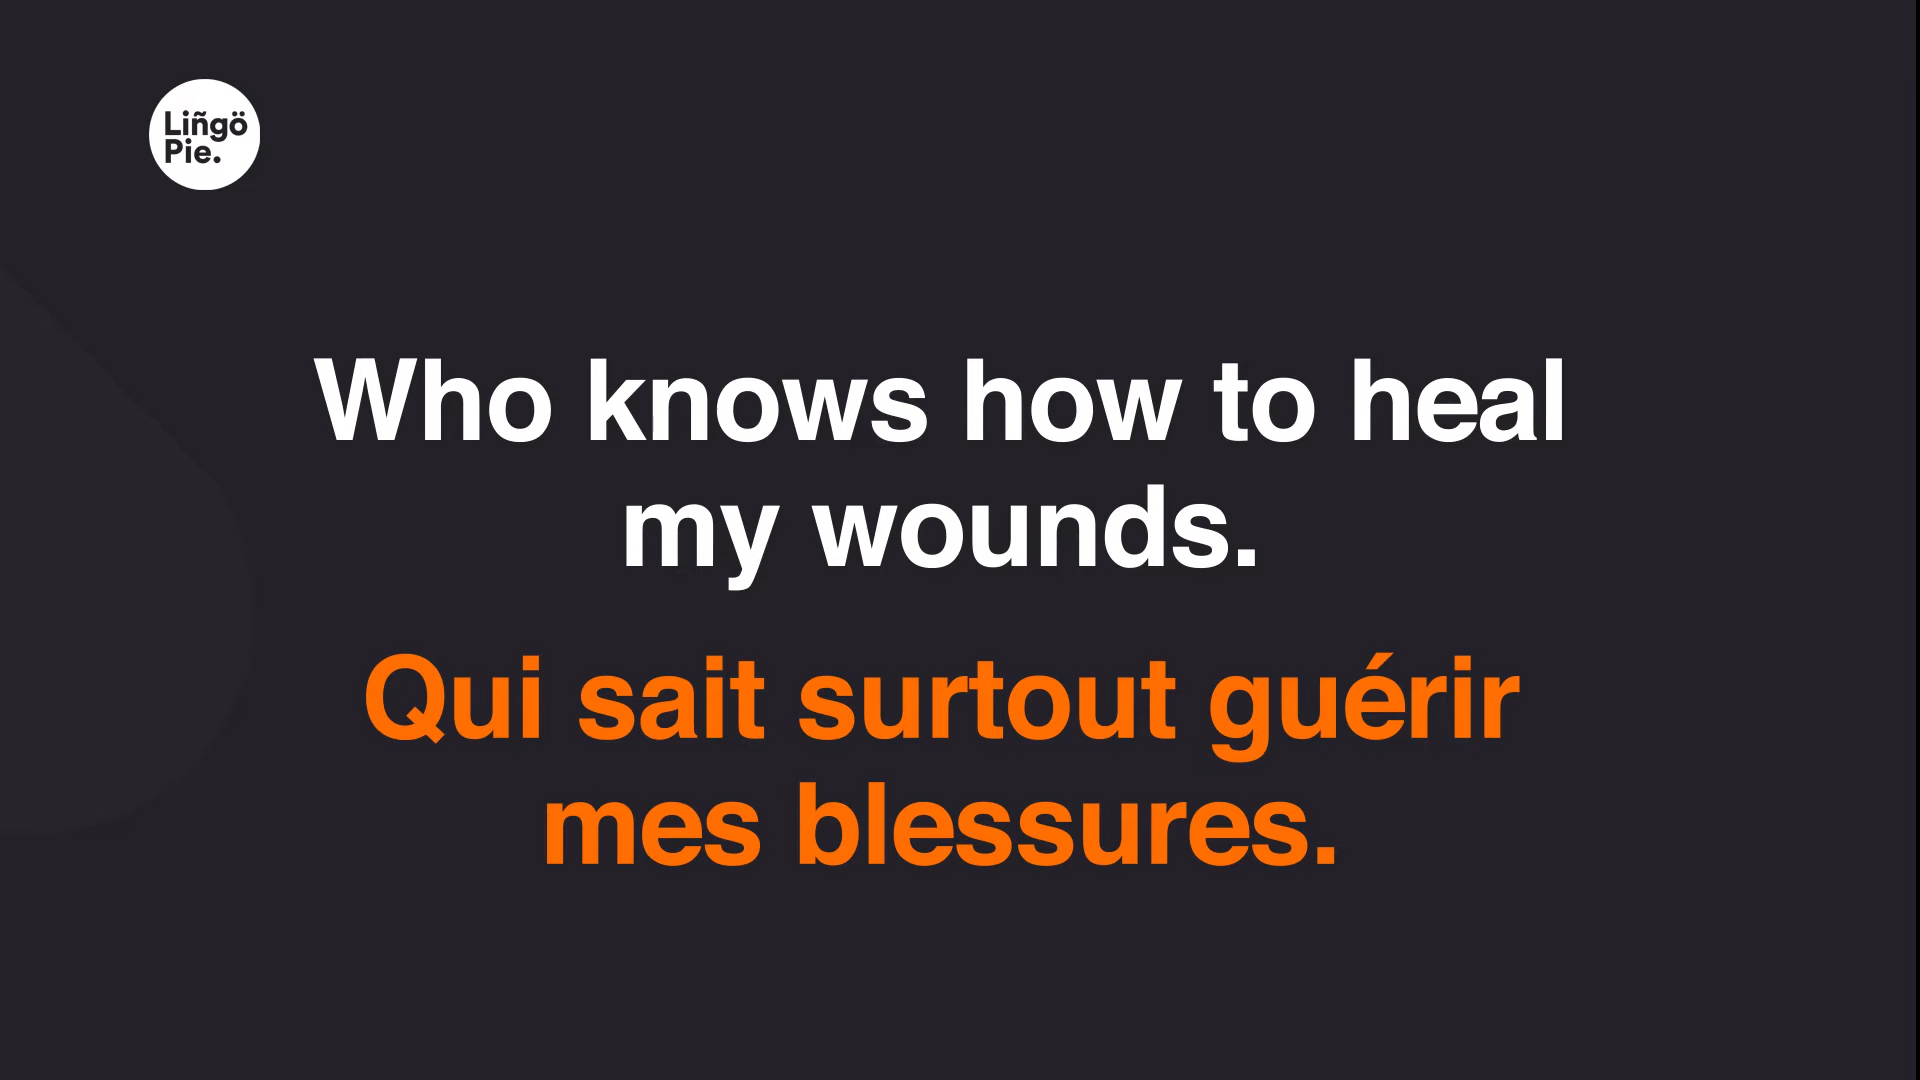 Liñgö
Pie.
Who knows how to heal
my wounds.
Qui sait surtout guérir
mes blessures.